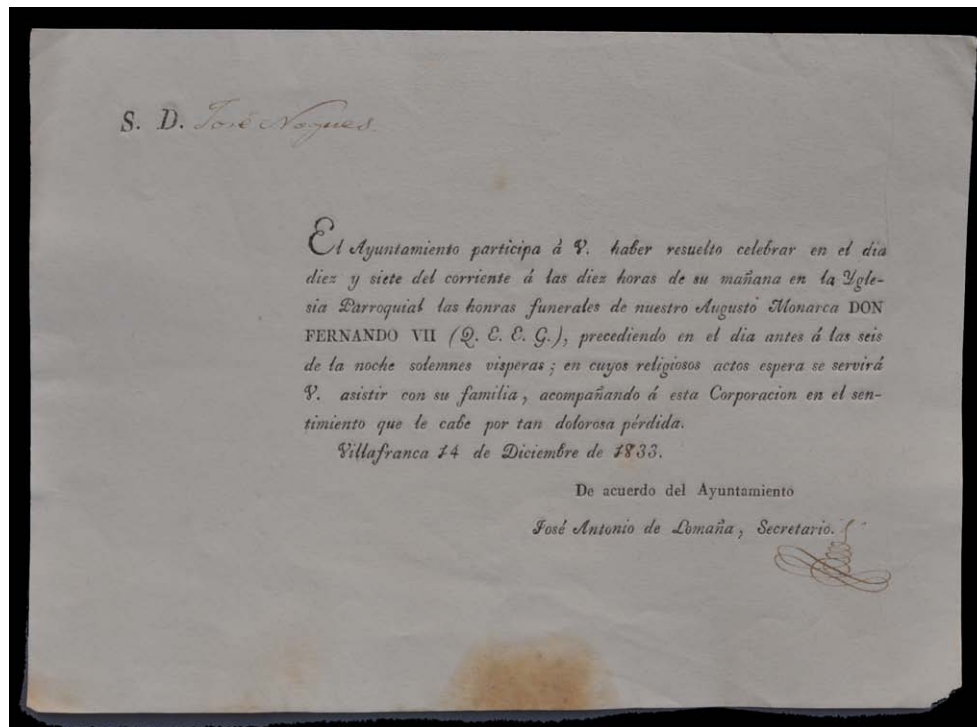 S. D. José Nogues.
El Ayuntamiento participa á V. haber resuelto celebrar en el dia
diez y siete del corriente á las diez horas de su mañana en la Ygle-
sia Parroquial las honras funerales de nuestro Augusto Monarca DON
FERNANDO VII (Q. E. E. G.), precediendo en el dia antes á las seis
de la noche solemnes visperas; en cuyos religiosos actos espera se servirá
V. asistir con su familia, acompañando á esta Corporacion en el sen-
timiento que le cabe por tan dolorosa pérdida.
Villafranca 14 de Diciembre de 1833.
De acuerdo del Ayuntamiento
José Antonio de Lomaña, Secretario.